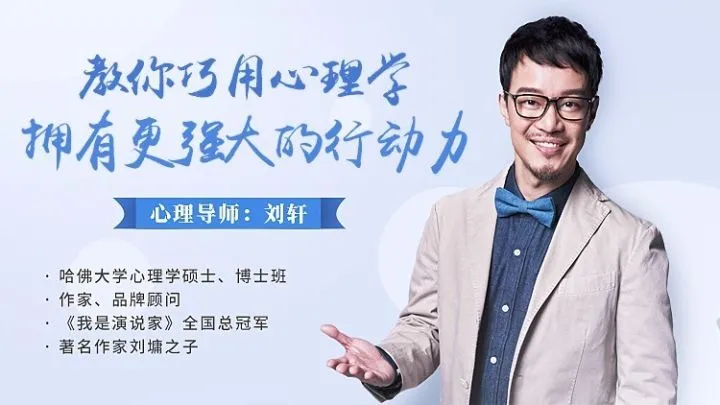 教你巧用心理学
拥有更强大的行动力
心理导师：刘轩
· 哈佛大学心理学硕士、博士班
· 作家、品牌顾问
· 《我是演说家》全国总冠军
· 著名作家刘墉之子